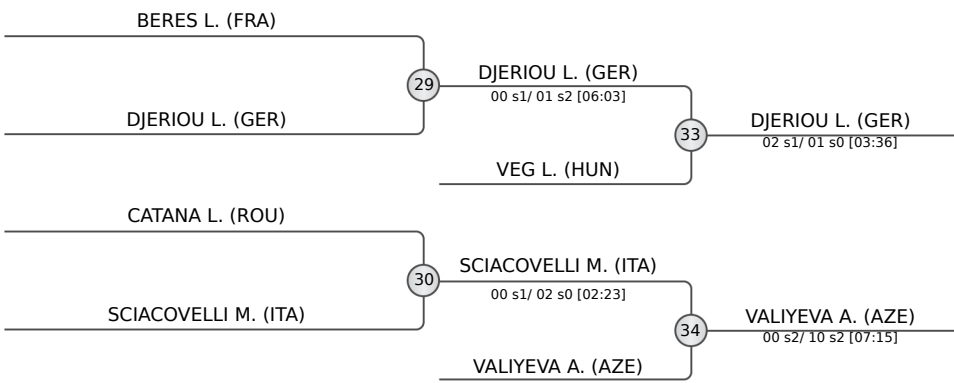 BERES L. (FRA)
29
DJERIOU L. (GER)
DJERIOU L. (GER)
00 s1/ 01 s2 [06:03]
33
VEG L. (HUN)
DJERIOU L. (GER)
02 s1/ 01 s0 [03:36]
CATANA L. (ROU)
30
SCIACOVELLI M. (ITA)
SCIACOVELLI M. (ITA)
00 s1/ 02 s0 [02:23]
34
VALIYEVA A. (AZE)
VALIYEVA A. (AZE)
00 s2/ 10 s2 [07:15]